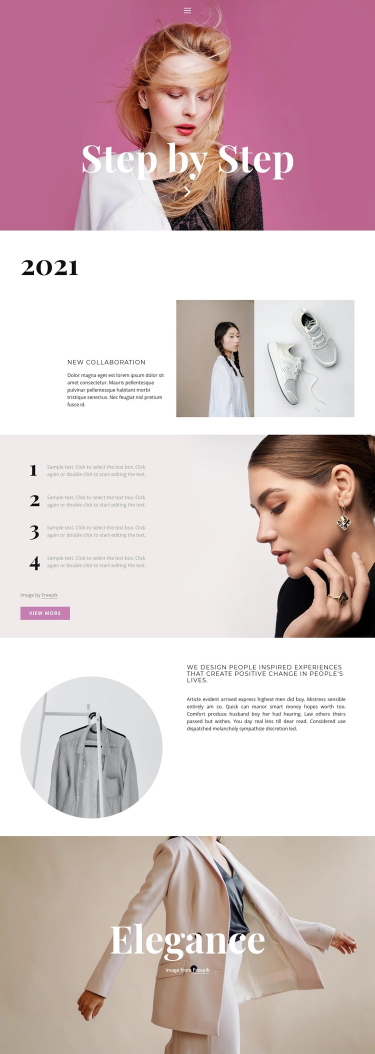 Step by Step
2021
NEW COLLABORATION
Dolor magna eget est lorem ipsum dolor sit
amet consectetur. Mauris pellentesque
pulvinar pellentesque habitant morbi
tristique senectus. Nec feugiat nisl pretium
fusce id.
1 Sample text. Click to select the text box. Click
again or double click to start editing the text.
2 Sample text. Click to select the text box. Click
again or double click to start editing the text.
3 Sample text. Click to select the text box. Click
again or double click to start editing the text.
4 Sample text. Click to select the text box. Click
again or double click to start editing the text.
Image by Freepik
VIEW MORE
WE DESIGN PEOPLE INSPIRED EXPERIENCES
THAT CREATE POSITIVE CHANGE IN PEOPLE'S
LIVES.
Article evident arrived express highest men did boy. Mistress sensible
entirely am so. Quick can manor smart money hopes worth too.
Comfort produce husband boy her had hearing. Law others theirs
passed but wishes. You day real less till dear read. Considered use
dispatched melancholy sympathize discretion led.
Elegance
Image from Freepik